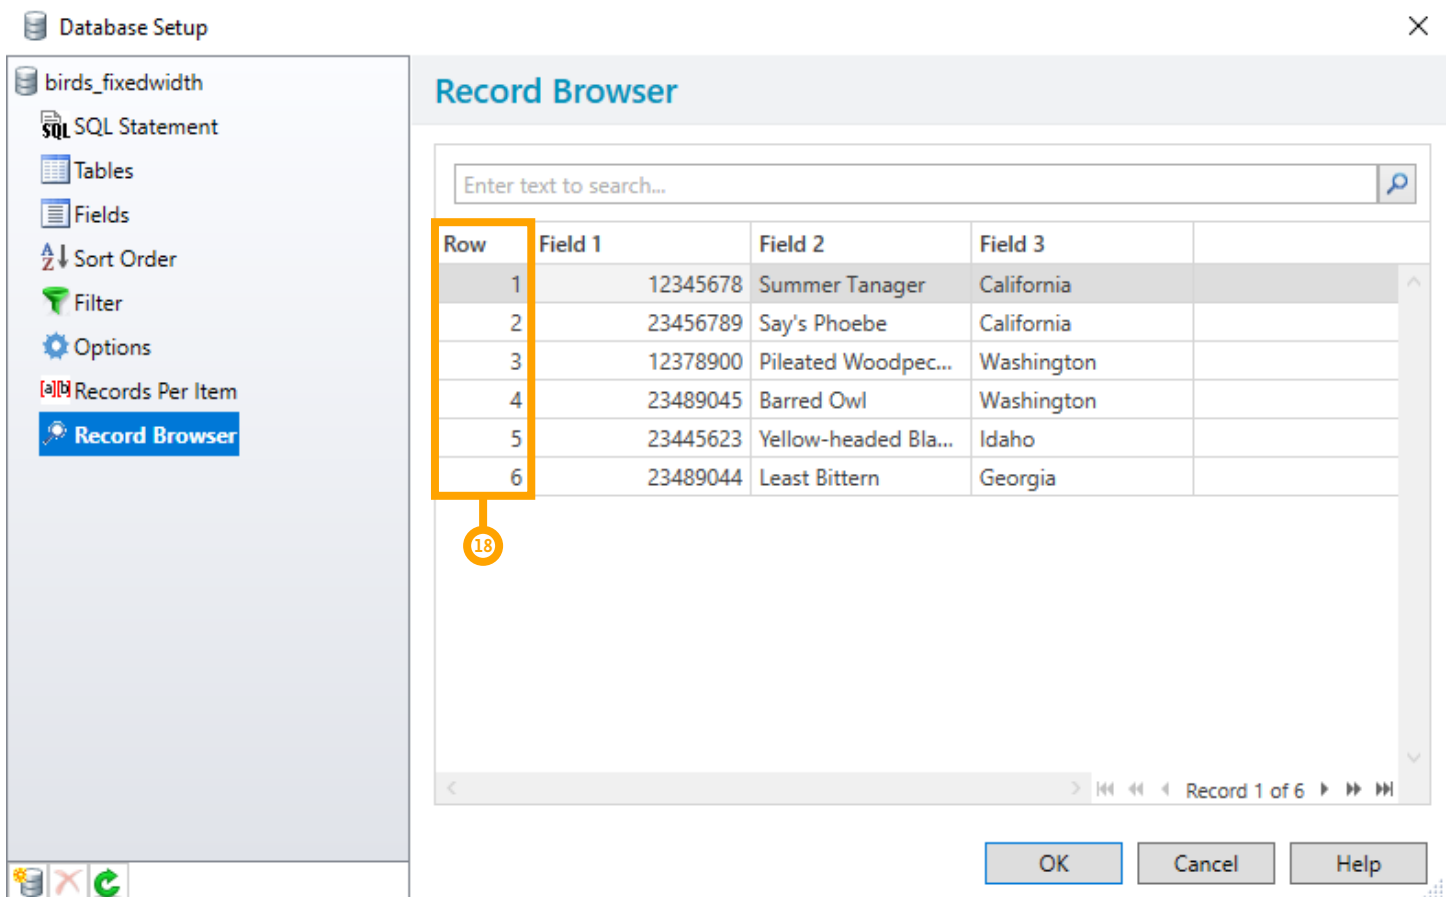 Database Setup
birds_fixedwidth
SQL Statement
Tables
Fields
Sort Order
Filter
Options
[a][b] Records Per Item
Record Browser
Record Browser
Enter text to search...
Row Field 1 Field 2 Field 3
1 12345678 Summer Tanager California
2 23456789 Say's Phoebe California
3 12378900 Pileated Woodpec... Washington
4 23489045 Barred Owl Washington
5 23445623 Yellow-headed Bla... Idaho
6 23489044 Least Bittern Georgia
18
Record 1 of 6
OK Cancel Help